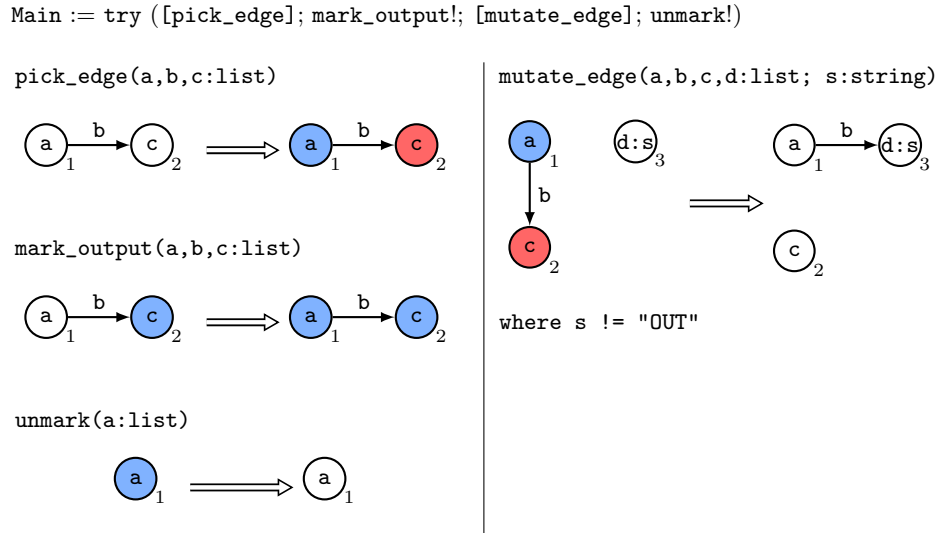 Main := try ([pick_edge]; mark_output!; [mutate_edge]; unmark!)
pick_edge(a,b,c:list)
a 1 b c 2 a 1 b c 2
mark_output(a,b,c:list)
a 1 b c 2 a 1 b c 2
unmark(a:list)
a 1 a 1
mutate_edge(a,b,c,d:list; s:string)
a 1 d:s 3 a 1 b d:s 3
b
c 2 c 2
where s != "OUT"